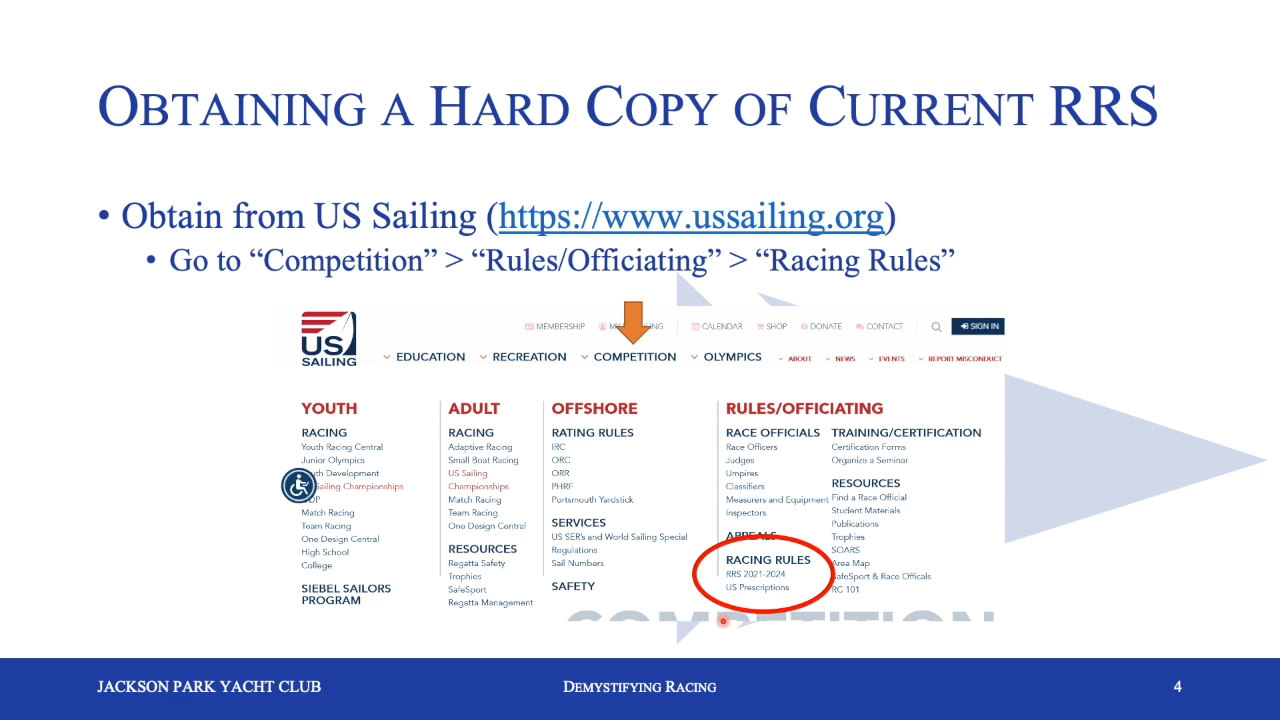 OBTAINING A HARD COPY OF CURRENT RRS
• Obtain from US Sailing (https://www.ussailing.org)
• Go to “Competition” > “Rules/Officiating” > “Racing Rules”
US
SAILING
MEMBERSHIP
CALENDAR
SHOP
DONATE
CONTACT
SIGN IN
EDUCATION
RECREATION
COMPETITION
OLYMPICS
ABOUT
NEWS
EVENTS
REPORT MISCONDUCT
YOUTH
RACING
Youth Racing Central
Junior Olympics
Development
Sailing Championships
Match Racing
Team Racing
One Design Central
High School
College
SIEBEL SAILORS
PROGRAM
ADULT
RACING
Adaptive Racing
Small Boat Racing
US Sailing
Championships
Match Racing
Team Racing
One Design Central
RESOURCES
Regatta Safety
Trophies
SafeSport
Regatta Management
OFFSHORE
RATING RULES
IRC
ORC
ORR
PHRF
Portsmouth Yardstick
SERVICES
US SER's and World Sailing Special
Regulations
Sail Numbers
SAFETY
RULES/OFFICIATING
RACE OFFICIALS
Race Officers
Judges
Umpires
Classifiers
Measurers and Equipment
Inspectors
APPEALS
RACING RULES
RRS 2021-2024
US Prescriptions
TRAINING/CERTIFICATION
Certification Forms
Organize a Seminar
RESOURCES
Find a Race Official
Student Materials
Publications
Trophies
SOARS
Area Map
SafeSport & Race Officals
RC 101
COMPETITION
JACKSON PARK YACHT CLUB
DEMYSTIFYING RACING
4